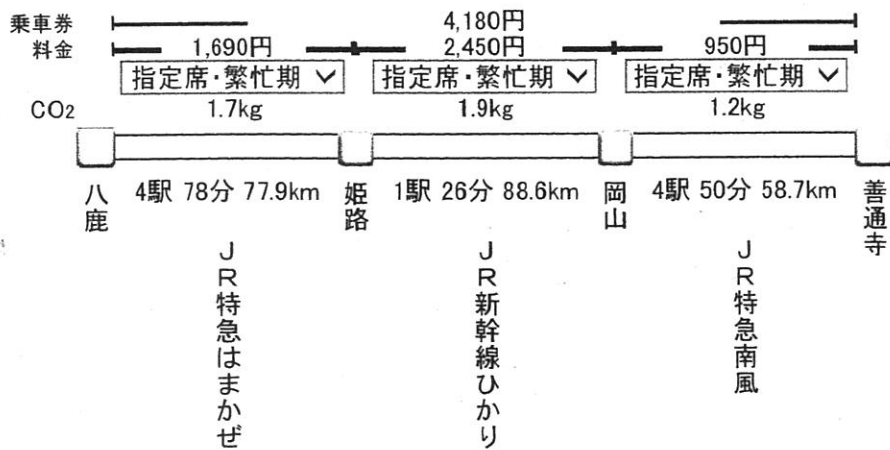 乗車券 4,180円
料金 1,690円 2,450円 950円
指定席・繁忙期 指定席・繁忙期 指定席・繁忙期
CO2 1.7kg 1.9kg 1.2kg
八鹿 4駅 78分 77.9km 姫路 1駅 26分 88.6km 岡山 4駅 50分 58.7km 善通寺
JR特急はまかぜ
JR新幹線ひかり
JR特急南風